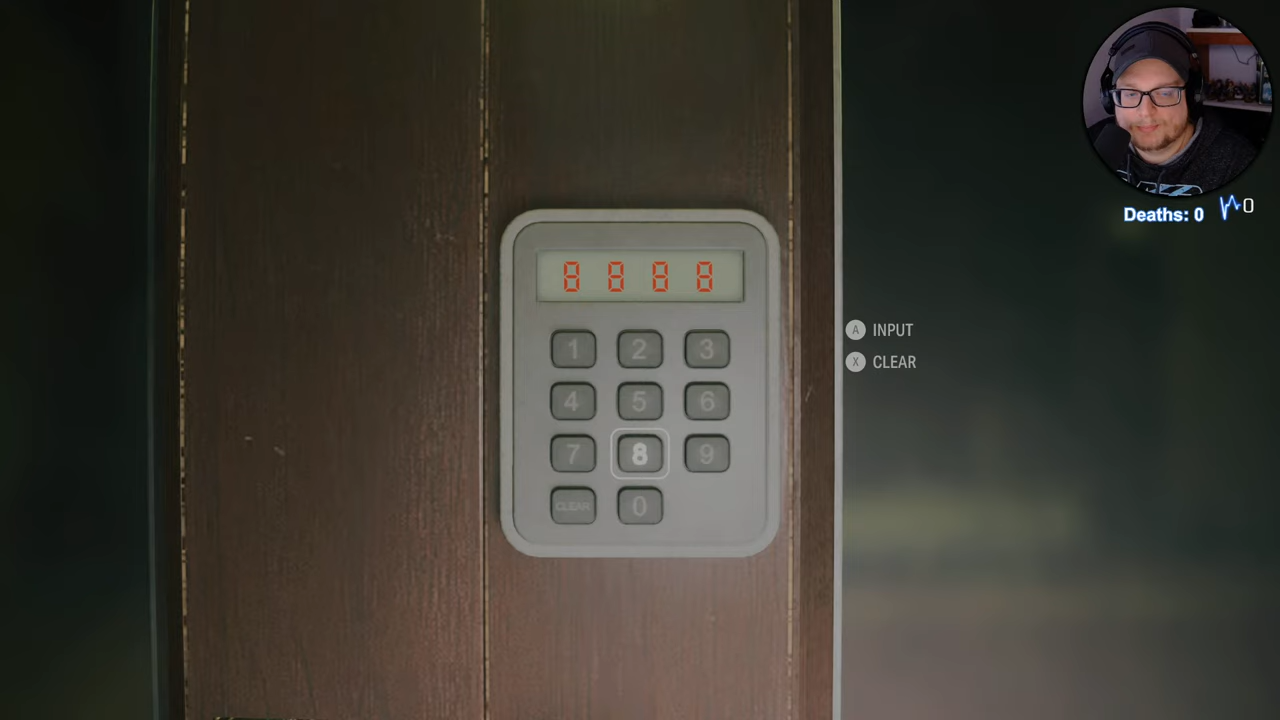 8888
Deaths: 0 0
1 2 3
A INPUT
X CLEAR
4 5 6
7 8 9
CLEAR 0